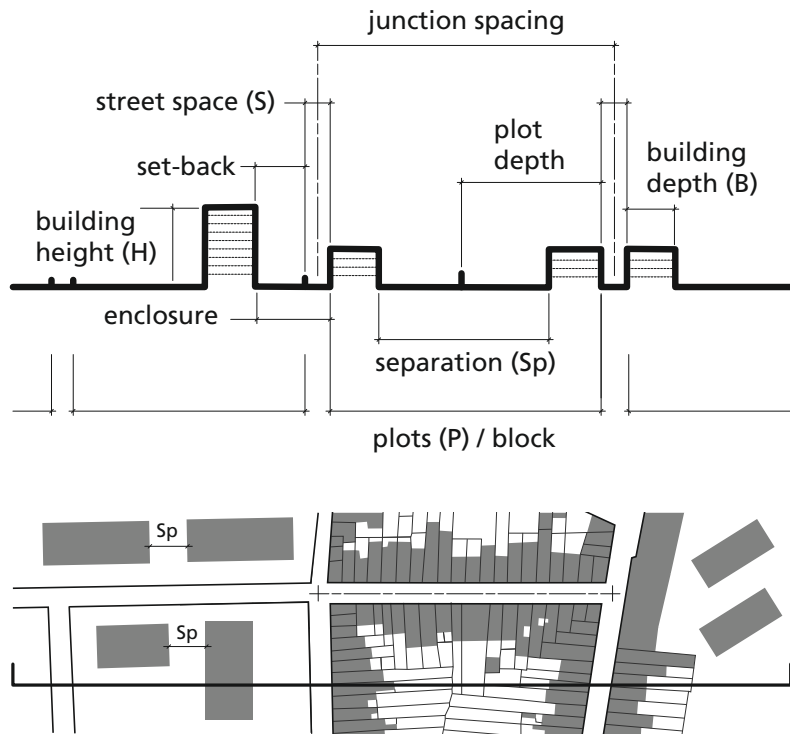 junction spacing
street space (S)
plot
depth
building
depth (B)
set-back
building
height (H)
enclosure
separation (Sp)
plots (P) / block
Sp
Sp